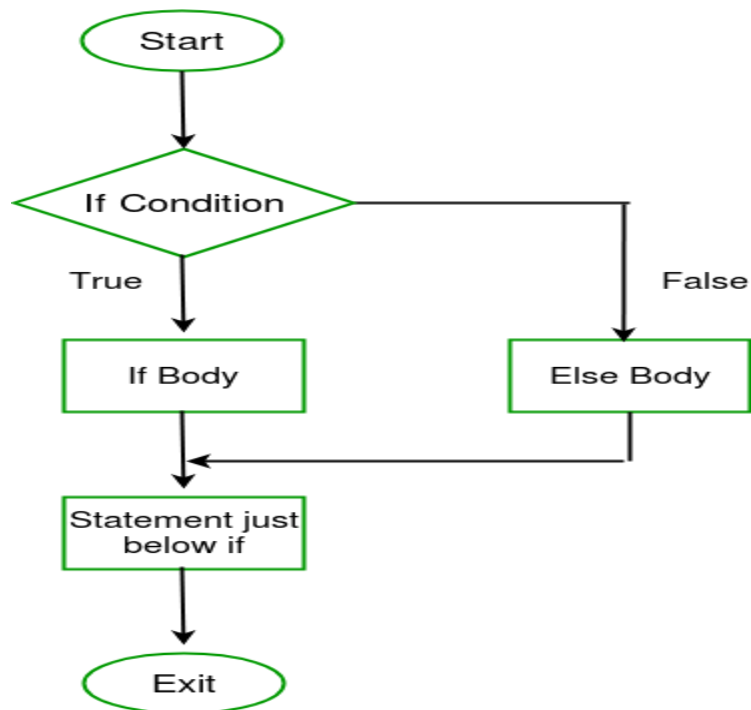 Start
If Condition
True
False
If Body
Else Body
Statement just
below if
Exit